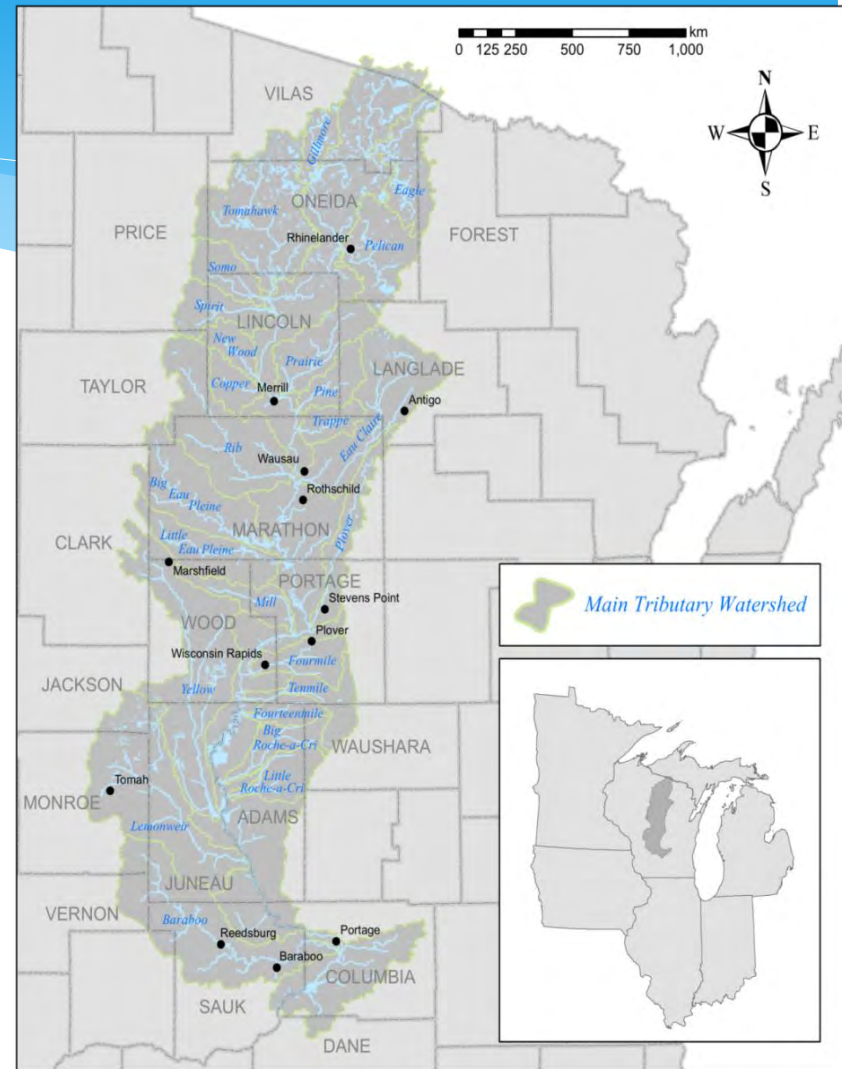 km
0 125 250 500 750 1,000
N
W E
S
VILAS
Gillmore
Eagle
ONEIDA
Tomahawk
Rhinelander
Pelican
PRICE
FOREST
Somo
Spirit
LINCOLN
New
Wood
Prairie
LANGLADE
TAYLOR
Copper
Merrill
Pine
Antigo
Trappe
Eau Claire
Rib
Wausau
Big
Eau
Pleine
Rothschild
MARATHON
Plover
CLARK
Little
Eau Pleine
Marshfield
PORTAGE
Mill
Stevens Point
Main Tributary Watershed
WOOD
Plover
Wisconsin Rapids
Fourmile
JACKSON
Yellow
Tenmile
Fourteenmile
Big
Roche-a-Cri
WAUSHARA
Little
Roche-a-Cri
Tomah
MONROE
ADAMS
Lemonweir
JUNEAU
VERNON
Baraboo
Reedsburg
Portage
Baraboo
COLUMBIA
SAUK
DANE